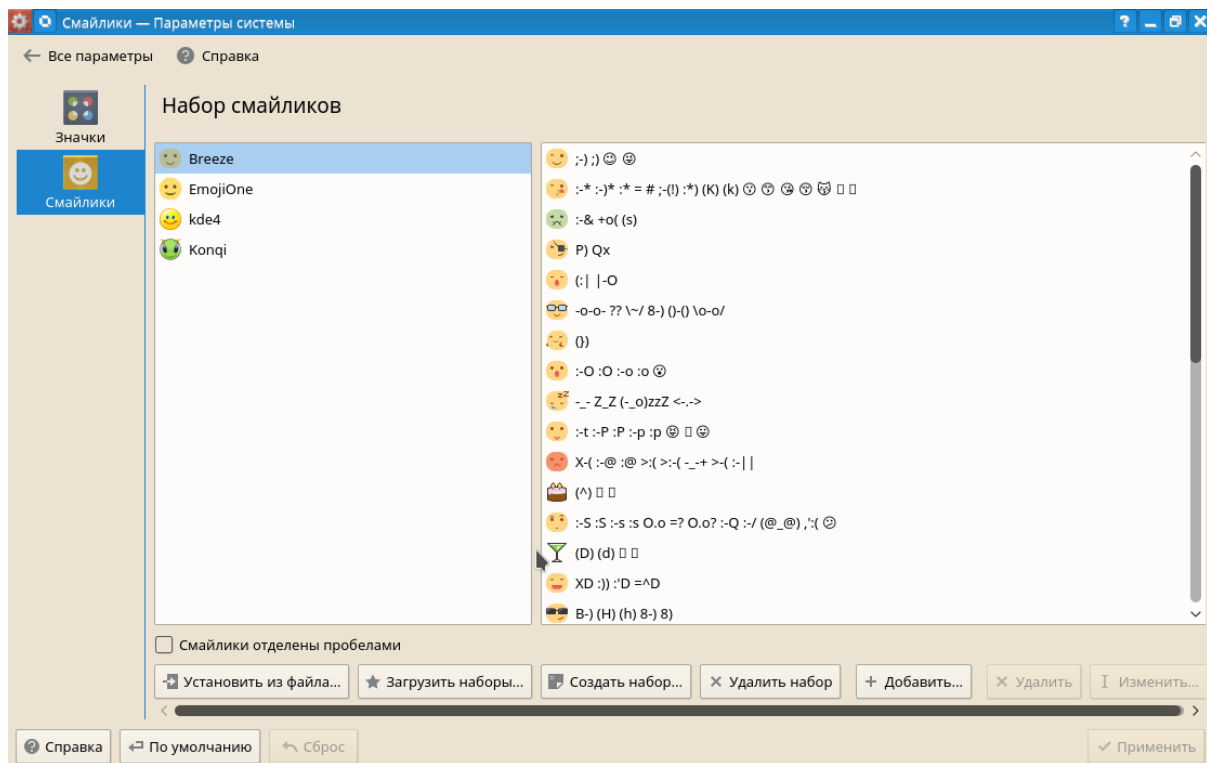 Смайлики — Параметры системы
Все параметры Справка
Значки
Смайлики
Набор смайликов
Breeze
EmojiOne
kde4
Konqi
;-) ;) 😉 😜
:-* :-)* :* = # ;-(!) :*) (K) (k) 😗 😙 😘 😚 😽
:-& +o( (s)
P) Qx
(:| |-O
-o-o- ?? \~/ 8-) ()-() \o-o/
(})
:-O :O :-o :o 😮
-_- Z_Z (-_o)zzZ <-.->
:-t :-P :P :-p :p 😝 😛
X-( :-@ :@ >:( >:-( -_-+ >-( :-||
(^)
:-S :S :-s :s O.o =? O.o? :-Q :-/ (@_@) ,':( 😕
(D) (d)
XD :)) :'D =^D
B-) (H) (h) 8-) 8)
Смайлики отделены пробелами
Установить из файла... Загрузить наборы... Создать набор... Удалить набор Добавить... Удалить Изменить...
Справка По умолчанию Сброс Применить